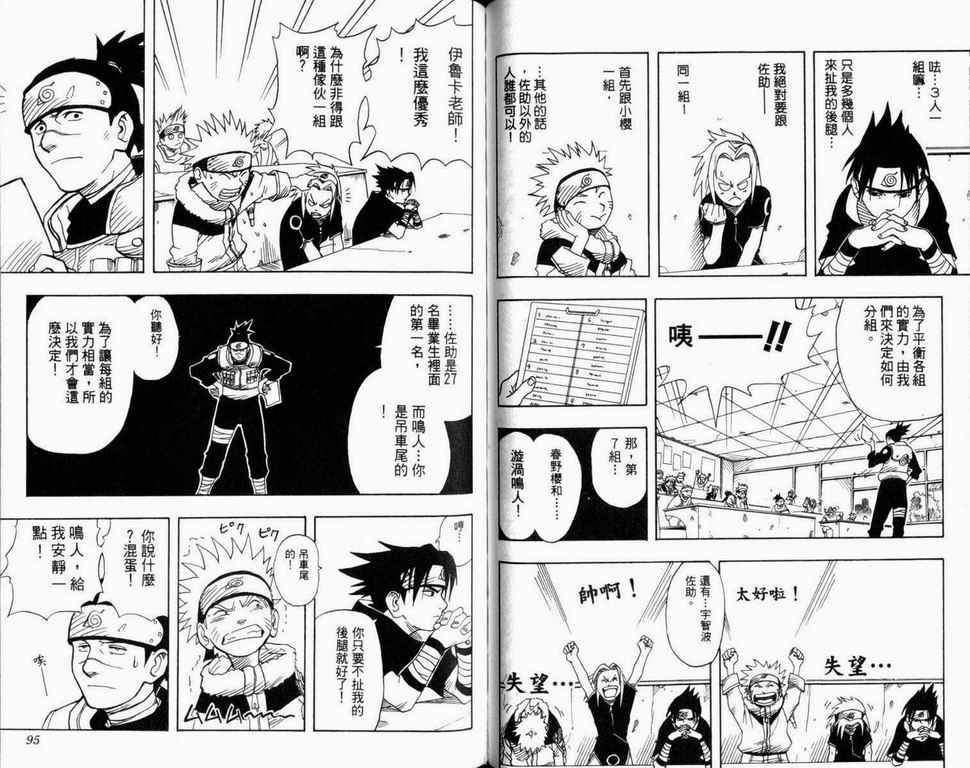 呿…3人一
組嘛…
只是多幾個人
來扯我的後腿…
我絕對要跟
佐助——
同一組—
首先跟小櫻
一組，
…其他的話
，佐助以外的
人誰都可以！
為了平衡各組
的實力，由我
們來決定如何
分組。
咦——!!
那，第
7組…
春野櫻和……
漩渦鳴人！
太好啦！
失望…
還有…宇智波
佐助。
帥啊！
失望…
伊魯卡老師！
我這麼優秀
！
為什麼非得跟
這種傢伙一組
啊？
……佐助是27
名畢業生裡面
的第一名，
而鳴人…你
是吊車尾的
！
你聽好！
為了讓每組的
實力相當，所
以我們才會這
麼決定！
哼…
你只要不扯我的
後腿就好了！
吊車尾
的！
ピク
ピク
你說什麼
?混蛋！
鳴人，給
我安靜一
點！
唉—
95